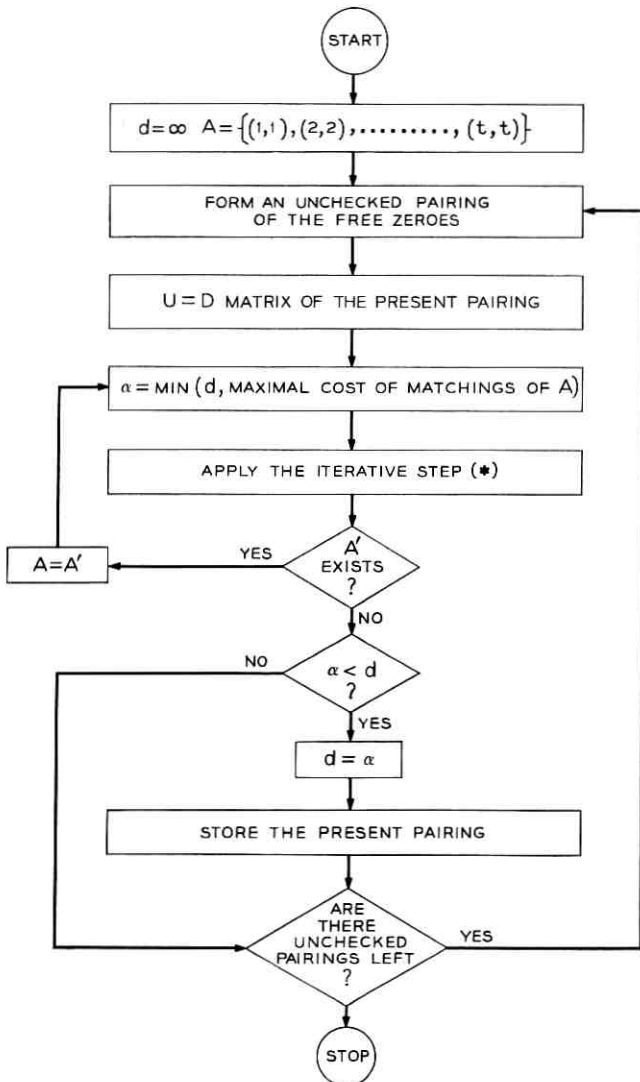 START
d=∞ A={(1,1),(2,2),.........,(t,t)}
FORM AN UNCHECKED PAIRING
OF THE FREE ZEROES
U=D MATRIX OF THE PRESENT PAIRING
α=MIN (d, MAXIMAL COST OF MATCHINGS OF A)
APPLY THE ITERATIVE STEP (*)
A′
EXISTS
?
YES
A=A′
NO
α<d
?
NO
YES
d=α
STORE THE PRESENT PAIRING
ARE
THERE
UNCHECKED
PAIRINGS LEFT
?
YES
STOP